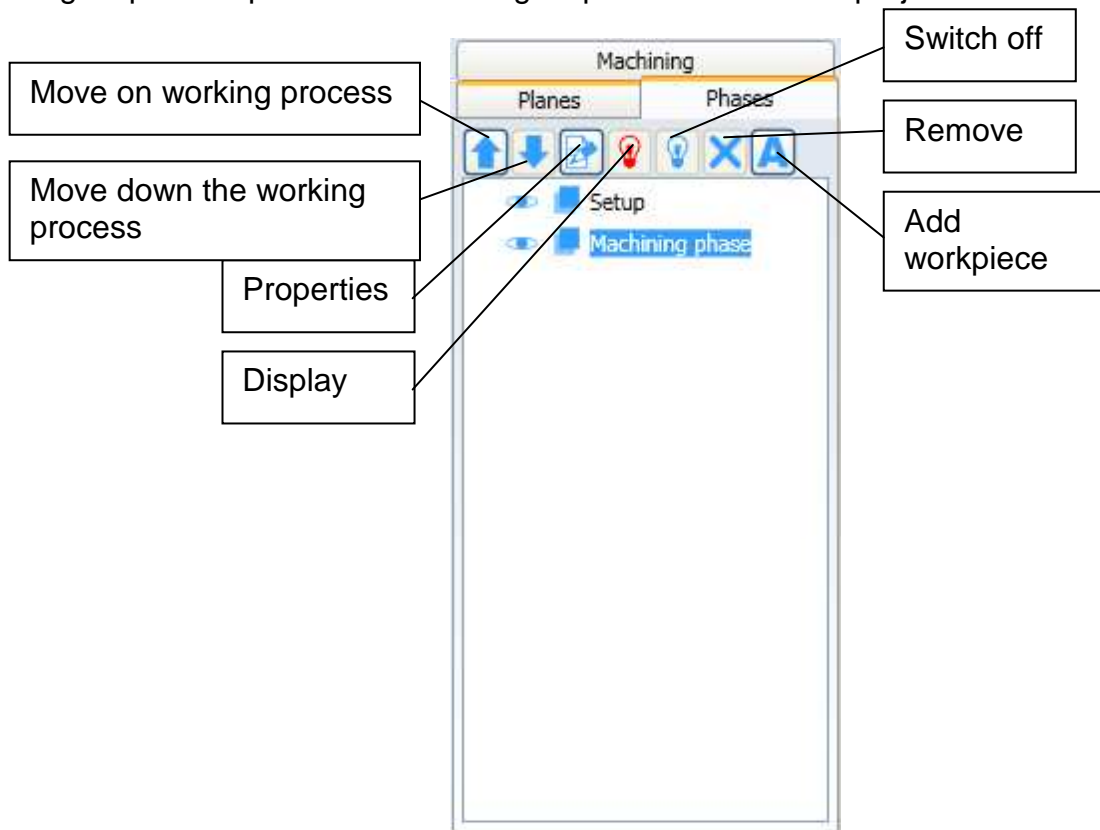 Switch off
Machining
Move on working process
Planes
Phases
Remove
A
Move down the working
process
Setup
Add
workpiece
Machining phase
Properties
Display